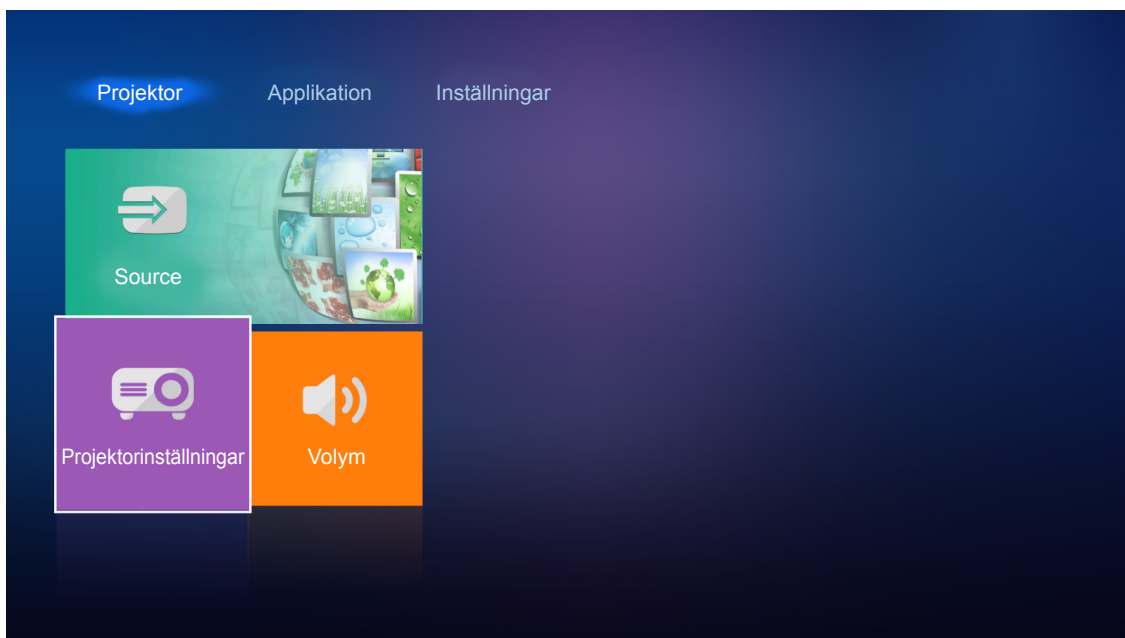 Projektor
Applikation
Inställningar
Source
Projektorinställningar
Volym